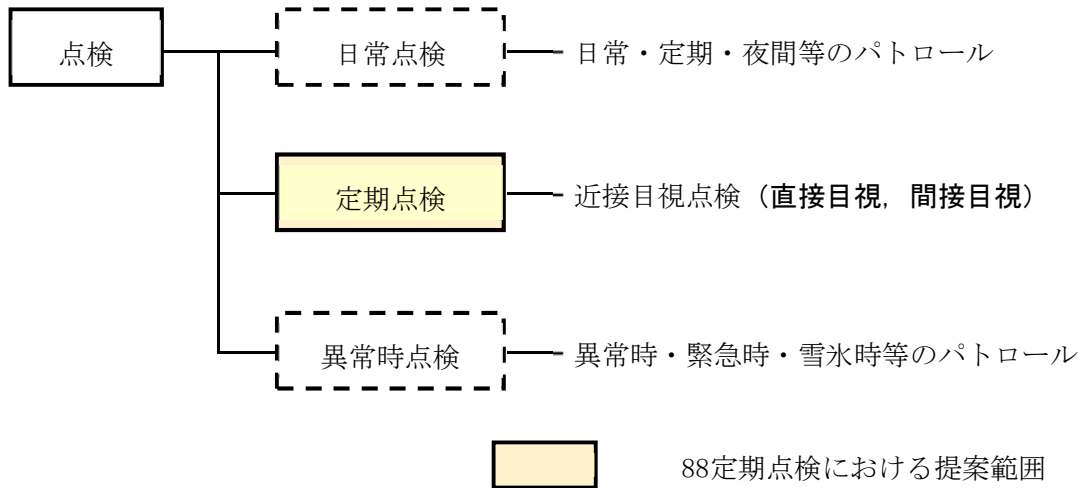 点検
日常点検
日常・定期・夜間等のパトロール
定期点検
近接目視点検（直接目視，間接目視）
異常時点検
異常時・緊急時・雪氷時等のパトロール
88定期点検における提案範囲